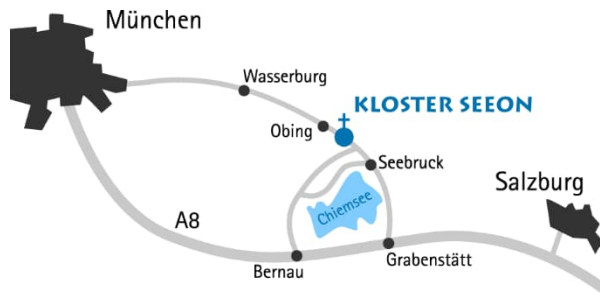 München
Wasserburg
KLOSTER SEEON
Obing
Seebruck
Salzburg
Chiemsee
A8
Grabenstätt
Bernau